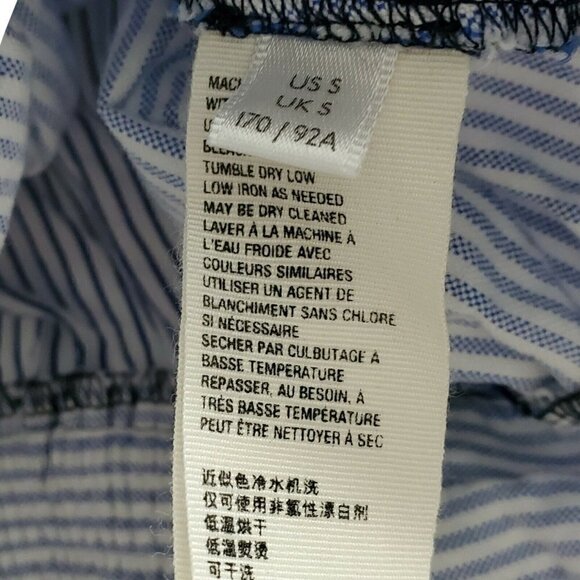 US S
UK S
170 / 92A
TUMBLE DRY LOW
LOW IRON AS NEEDED
MAY BE DRY CLEANED
LAVER À LA MACHINE À
L'EAU FROIDE AVEC
COULEURS SIMILAIRES
UTILISER UN AGENT DE
BLANCHIMENT SANS CHLORE
SI NÉCESSAIRE
SECHER PAR CULBUTAGE À
BASSE TEMPÉRATURE
REPASSER, AU BESOIN, À
TRÈS BASSE TEMPÉRATURE
PEUT ÊTRE NETTOYER À SEC
近似色冷水机洗
仅可使用非氯性漂白剂
低温烘干
低温熨烫
可干洗